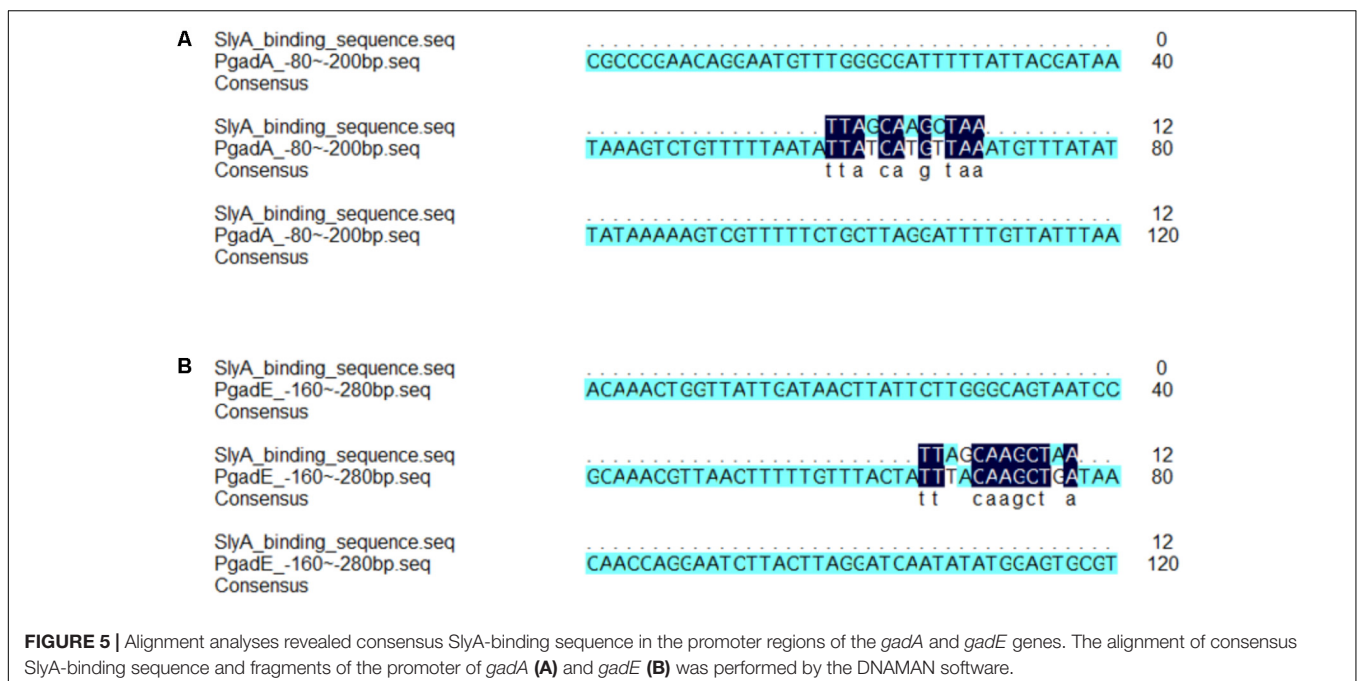 A SlyA_binding_sequence.seq ........................................ 0
PgadA_-80~-200bp.seq CGCCCGAACAGGAATGTTTGGGCGATTTTTATTACGATAA 40
Consensus
SlyA_binding_sequence.seq ..................TTAGCAAGCTAA.......... 12
PgadA_-80~-200bp.seq TAAAGTCTGTTTTTAATATTATCATGTTAAATGTTTATAT 80
Consensus tta ca g taa
SlyA_binding_sequence.seq ........................................ 12
PgadA_-80~-200bp.seq TATAAAAAGTCGTTTTTCTGCTTAGGATTTTGTTATTTAA 120
Consensus
B SlyA_binding_sequence.seq ........................................ 0
PgadE_-160~-280bp.seq ACAAACTGGTTATTGATAACTTATTCTTGGGCAGTAATCC 40
Consensus
SlyA_binding_sequence.seq .........................TTAGCAAGCTAA... 12
PgadE_-160~-280bp.seq GCAAACGTTAACTTTTTGTTTACTATTTACAAGCTGATAA 80
Consensus tt caagct a
SlyA_binding_sequence.seq ........................................ 12
PgadE_-160~-280bp.seq CAACCAGGAATCTTACTTAGGATCAATATATGGAGTGCGT 120
Consensus
FIGURE 5 | Alignment analyses revealed consensus SlyA-binding sequence in the promoter regions of the gadA and gadE genes. The alignment of consensus
SlyA-binding sequence and fragments of the promoter of gadA (A) and gadE (B) was performed by the DNAMAN software.